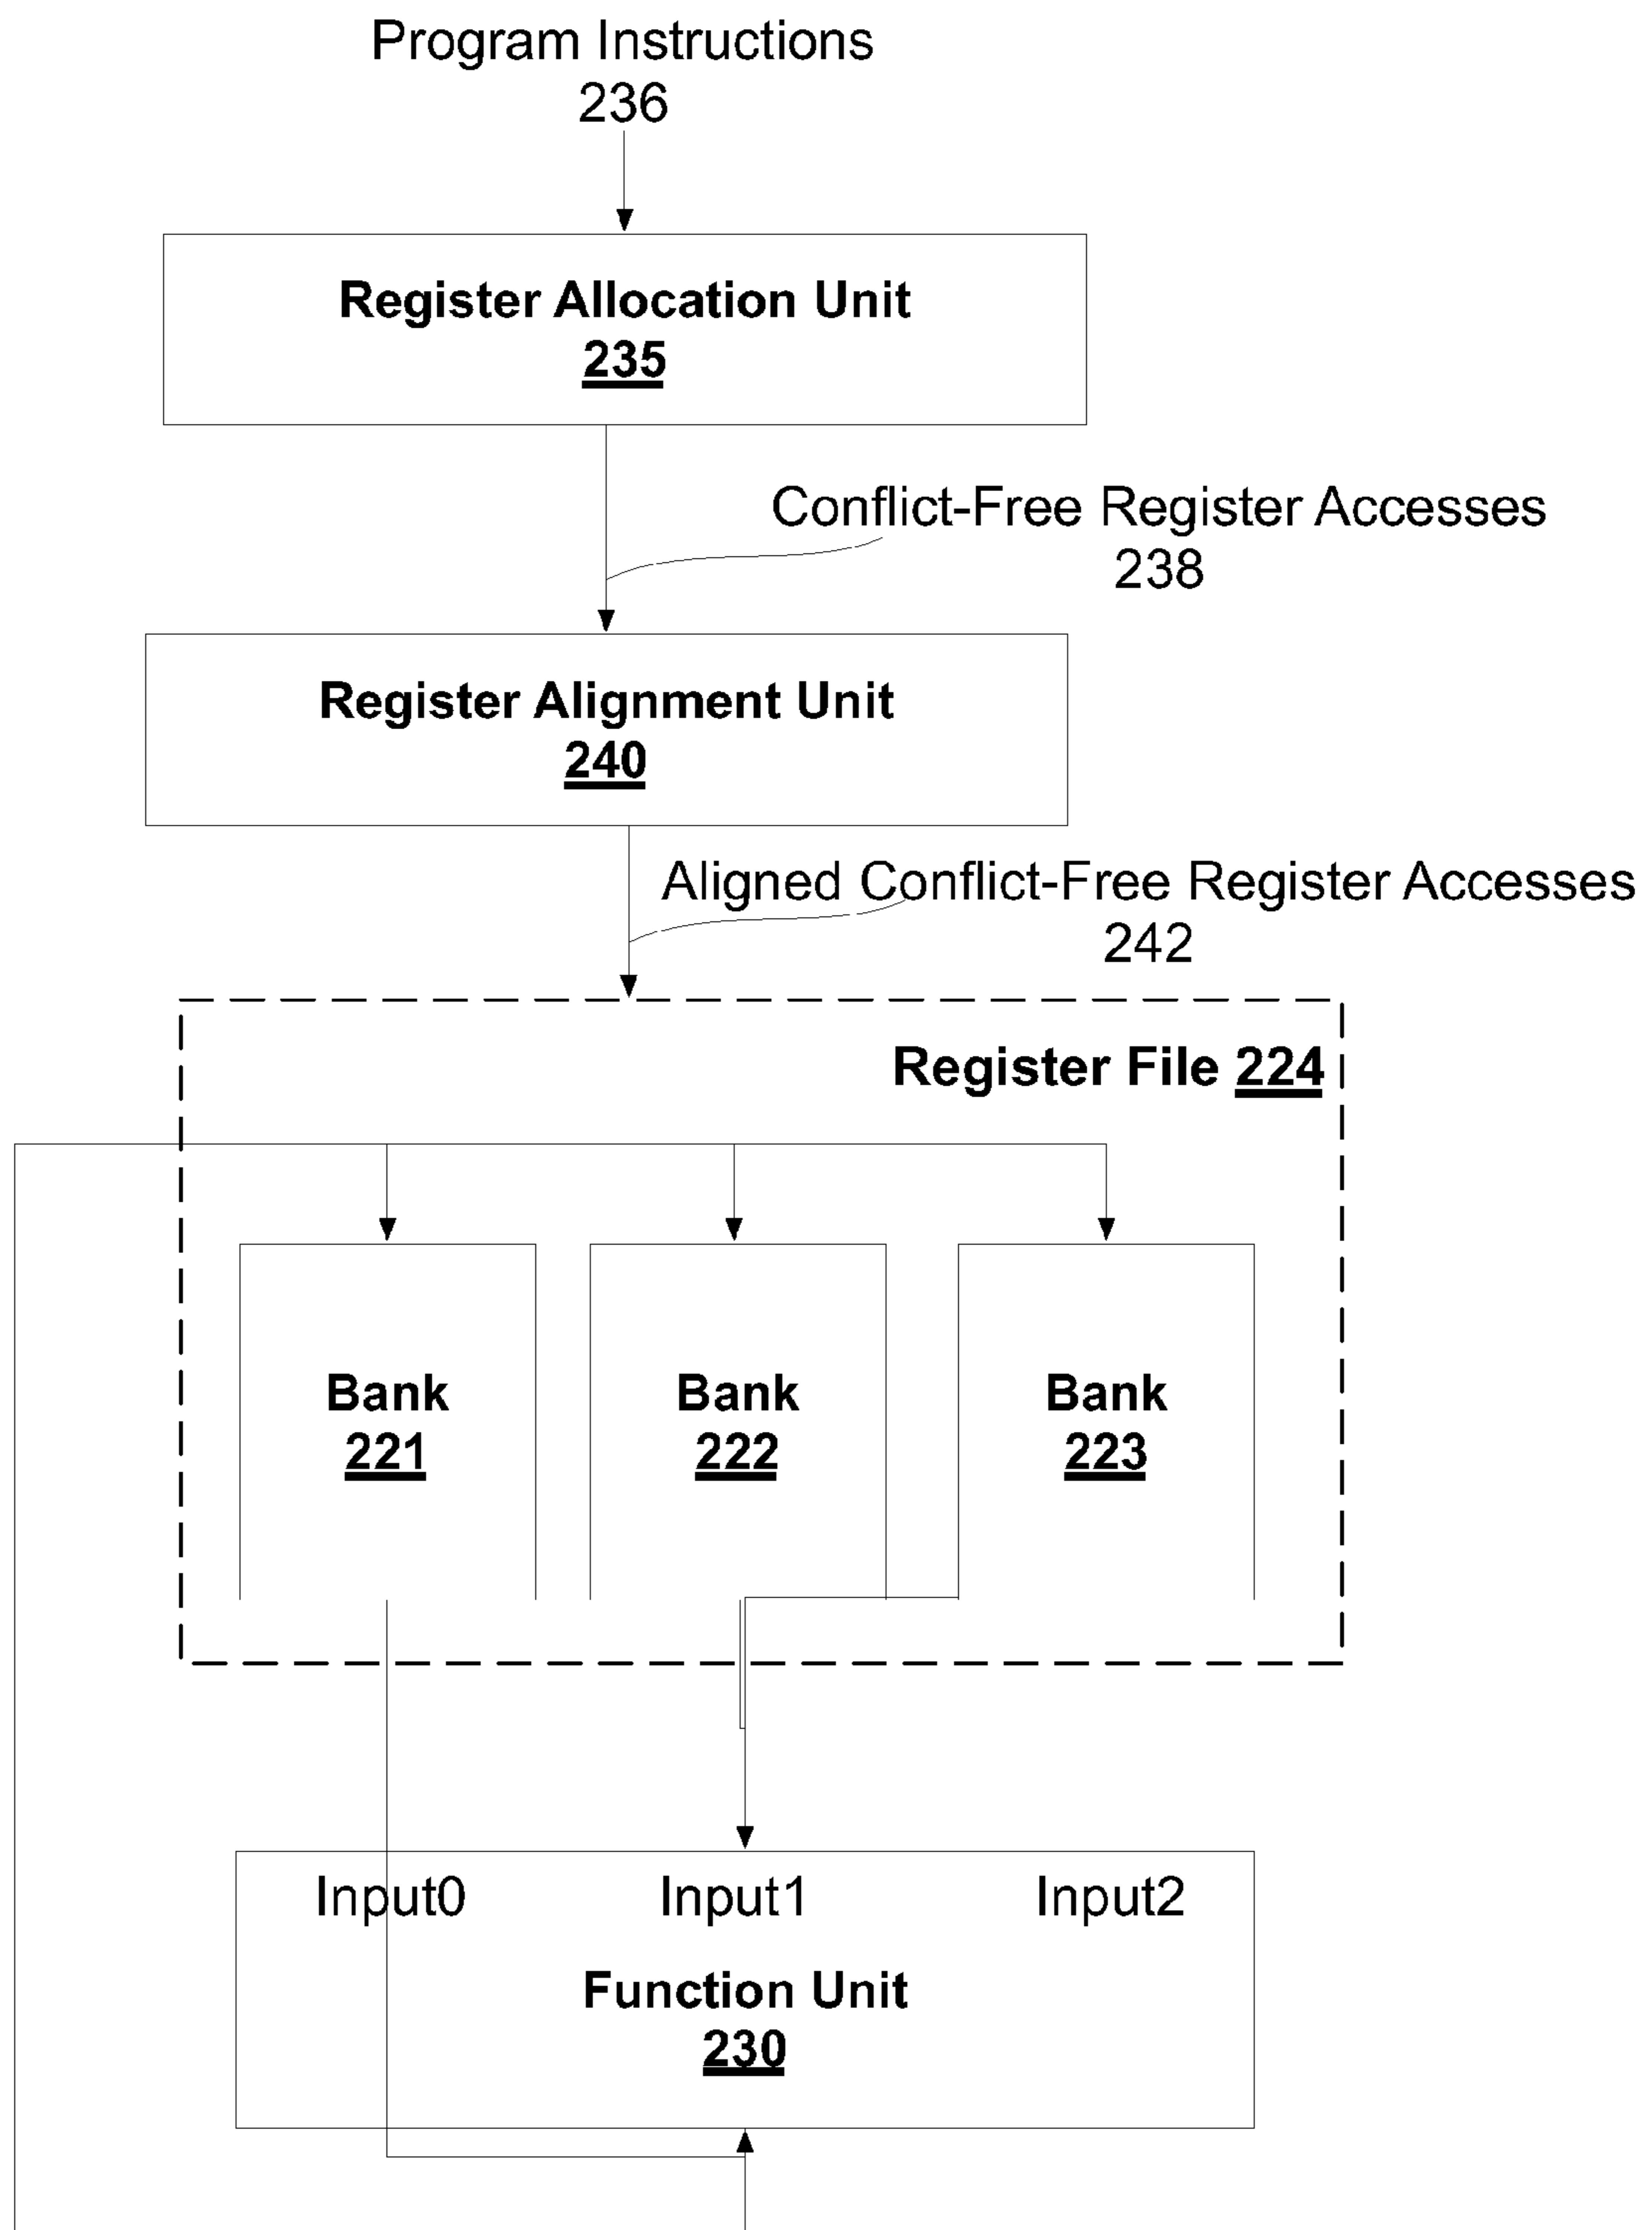 Program Instructions
236
Register Allocation Unit
235
Conflict-Free Register Accesses
238
Register Alignment Unit
240
Aligned Conflict-Free Register Accesses
242
Register File 224
Bank
221
Bank
222
Bank
223
Input0
Input1
Input2
Function Unit
230